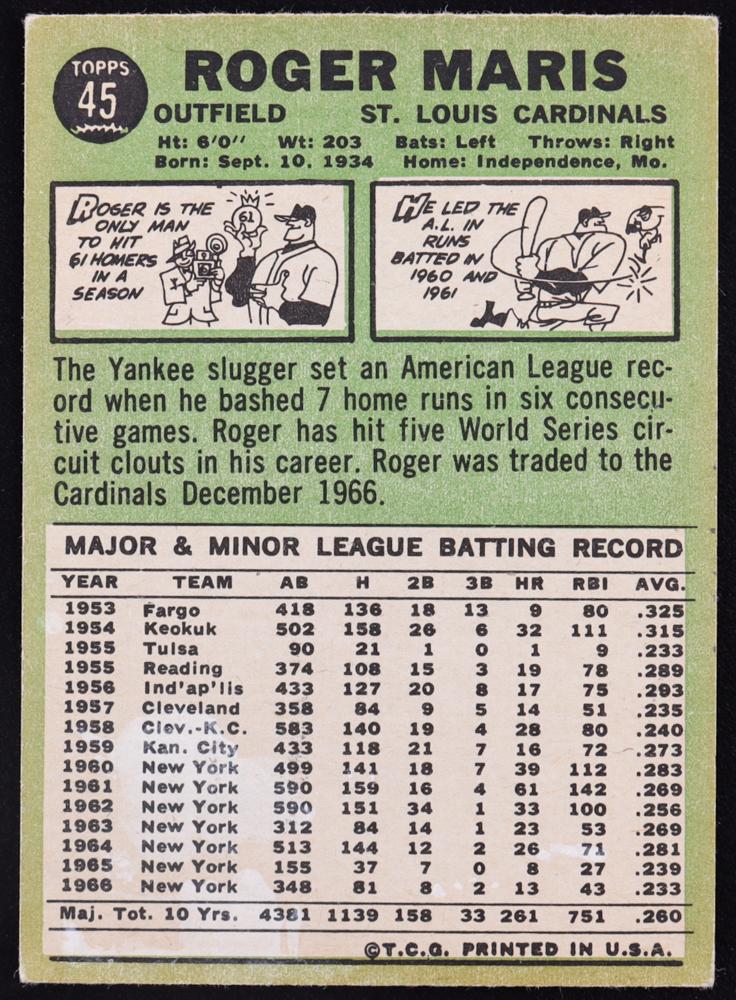 TOPPS
45
ROGER MARIS
OUTFIELD ST. LOUIS CARDINALS
Ht: 6'0'' Wt: 203 Bats: Left Throws: Right
Born: Sept. 10, 1934 Home: Independence, Mo.
ROGER IS THE
ONLY MAN
TO HIT
61 HOMERS
IN A
SEASON
61
HE LED THE
A.L. IN
RUNS
BATTED IN
1960 AND
1961
The Yankee slugger set an American League rec-
ord when he bashed 7 home runs in six consecu-
tive games. Roger has hit five World Series cir-
cuit clouts in his career. Roger was traded to the
Cardinals December 1966.
MAJOR & MINOR LEAGUE BATTING RECORD
YEAR TEAM AB H 2B 3B HR RBI AVG.
1953 Fargo 418 136 18 13 9 80 .325
1954 Keokuk 502 158 26 6 32 111 .315
1955 Tulsa 90 21 1 0 1 9 .233
1955 Reading 374 108 15 3 19 78 .289
1956 Ind'ap'lis 433 127 20 8 17 75 .293
1957 Cleveland 358 84 9 5 14 51 .235
1958 Clev.-K.C. 583 140 19 4 28 80 .240
1959 Kan. City 433 118 21 7 16 72 .273
1960 New York 499 141 18 7 39 112 .283
1961 New York 590 159 16 4 61 142 .269
1962 New York 590 151 34 1 33 100 .256
1963 New York 312 84 14 1 23 53 .269
1964 New York 513 144 12 2 26 71 .281
1965 New York 155 37 7 0 8 27 .239
1966 New York 348 81 8 2 13 43 .233
Maj. Tot. 10 Yrs. 4381 1139 158 33 261 751 .260
©T.C.G. PRINTED IN U.S.A.